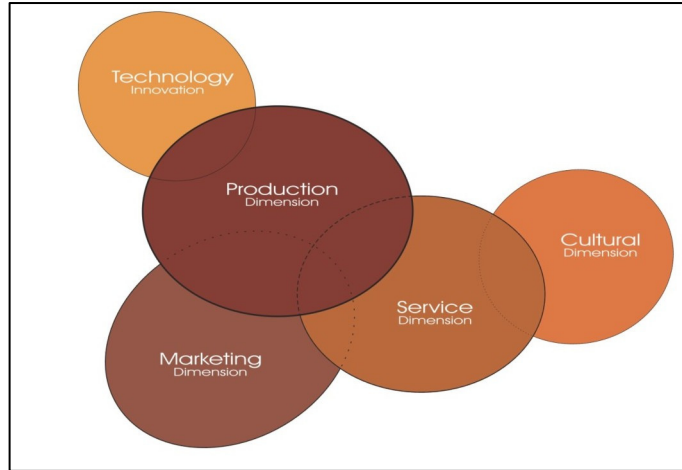 Technology
Innovation
Production
Dimension
Cultural
Dimension
Service
Dimension
Marketing
Dimension